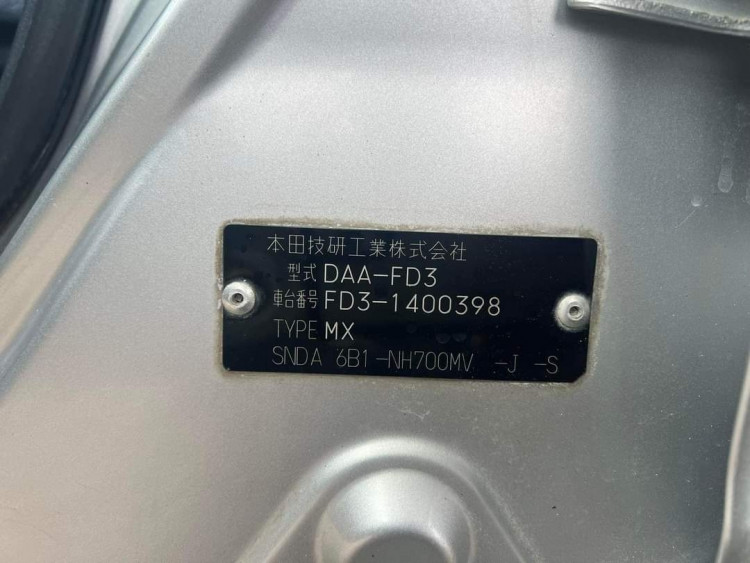 本田技研工業株式会社
型式 DAA-FD3
車台番号 FD3-1400398
TYPE MX
SNDA 6B1-NH700MV -J -S